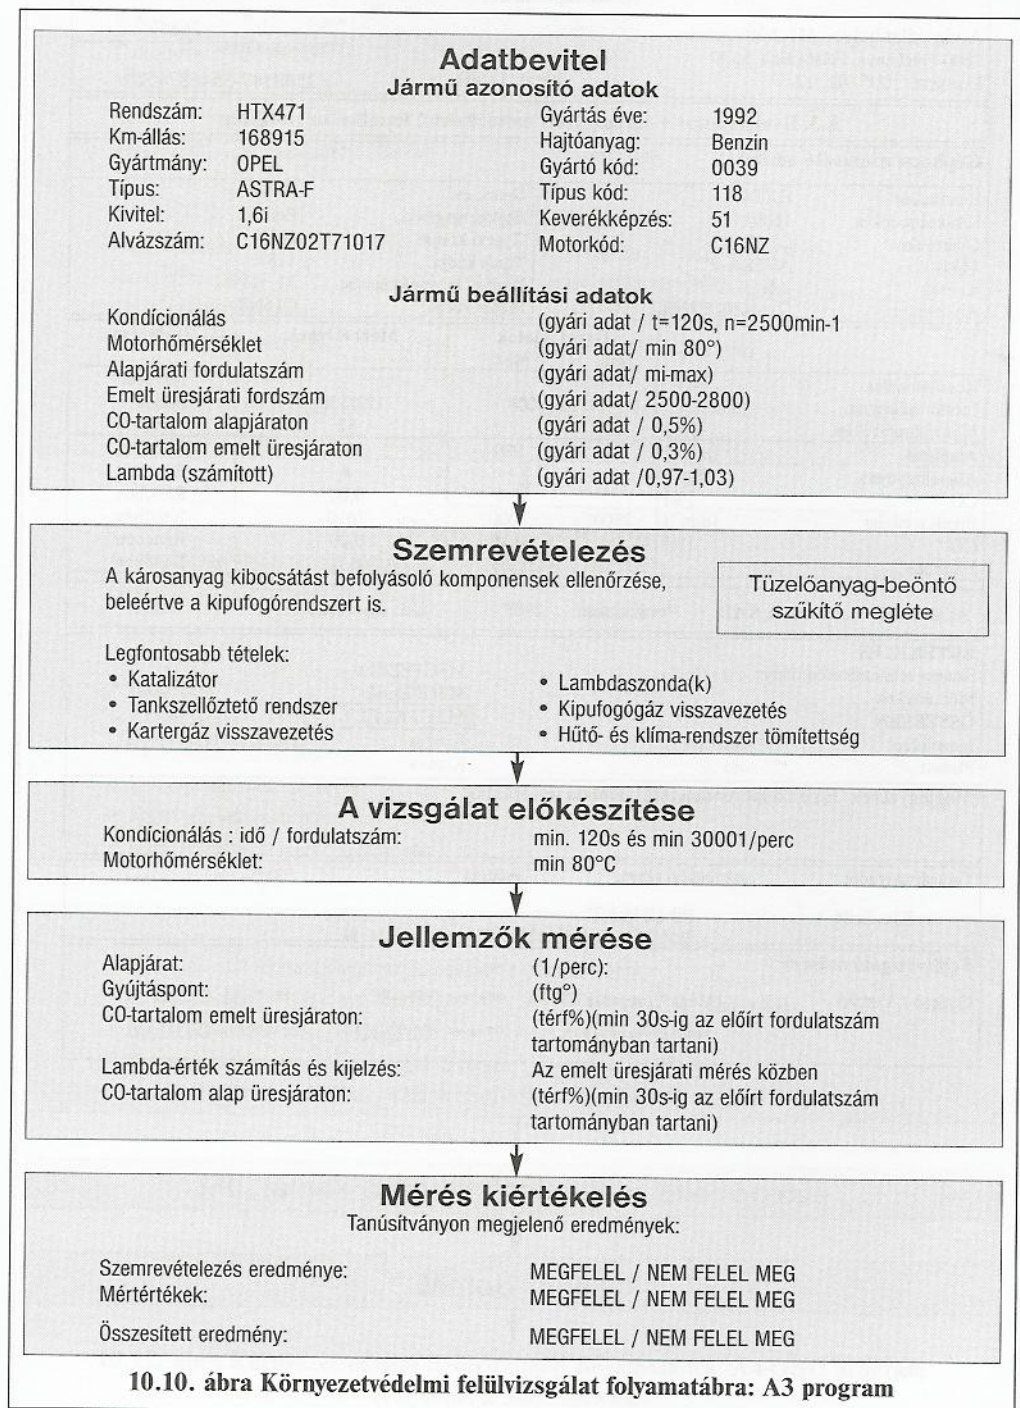 Adatbevitel
Jármű azonosító adatok
Rendszám: HTX471 Gyártás éve: 1992
Km-állás: 168915 Hajtóanyag: Benzin
Gyártmány: OPEL Gyártó kód: 0039
Típus: ASTRA-F Típus kód: 118
Kivitel: 1,6i Keverékképzés: 51
Alvázszám: C16NZ02T71017 Motorkód: C16NZ
Jármű beállítási adatok
Kondícionálás (gyári adat / t=120s, n=2500min-1
Motorhőmérséklet (gyári adat/ min 80°)
Alapjárati fordulatszám (gyári adat/ mi-max)
Emelt üresjárati fordszám (gyári adat/ 2500-2800)
CO-tartalom alapjáraton (gyári adat / 0,5%)
CO-tartalom emelt üresjáraton (gyári adat / 0,3%)
Lambda (számított) (gyári adat /0,97-1,03)
Szemrevételezés
A károsanyag kibocsátást befolyásoló komponensek ellenőrzése,
beleértve a kipufogórendszert is.
Tüzelőanyag-beöntő
szűkítő megléte
Legfontosabb tételek:
• Katalizátor • Lambdaszonda(k)
• Tankszellőztető rendszer • Kipufogógáz visszavezetés
• Kartergáz visszavezetés • Hűtő- és klíma-rendszer tömítettség
A vizsgálat előkészítése
Kondícionálás : idő / fordulatszám: min. 120s és min 30001/perc
Motorhőmérséklet: min 80°C
Jellemzők mérése
Alapjárat: (1/perc):
Gyújtáspont: (ftg°)
CO-tartalom emelt üresjáraton: (térf%)(min 30s-ig az előírt fordulatszám
tartományban tartani)
Lambda-érték számítás és kijelzés: Az emelt üresjárati mérés közben
CO-tartalom alap üresjáraton: (térf%)(min 30s-ig az előírt fordulatszám
tartományban tartani)
Mérés kiértékelés
Tanúsítványon megjelenő eredmények:
Szemrevételezés eredménye: MEGFELEL / NEM FELEL MEG
Mértértékek: MEGFELEL / NEM FELEL MEG
Összesített eredmény: MEGFELEL / NEM FELEL MEG
10.10. ábra Környezetvédelmi felülvizsgálat folyamatábra: A3 program